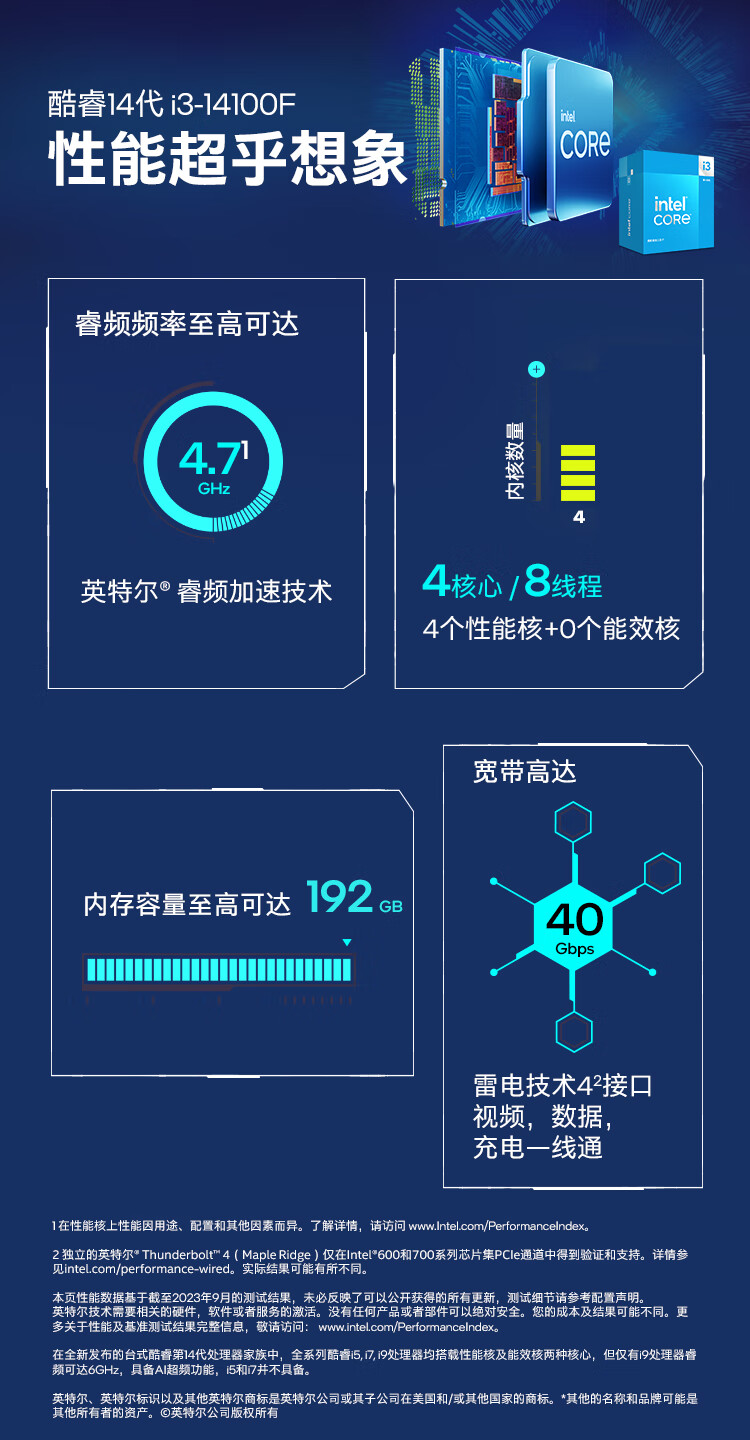 酷睿14代 i3-14100F
性能超乎想象
intel
CORE
i3
intel
CORE
睿频频率至高可达
4.7¹
GHz
英特尔® 睿频加速技术
内核数量
4
4核心 / 8线程
4个性能核+0个能效核
内存容量至高可达 192 GB
宽带高达
40
Gbps
雷电技术4²接口
视频，数据，
充电一线通
1 在性能核上性能因用途、配置和其他因素而异。了解详情，请访问 www.Intel.com/PerformanceIndex。
2 独立的英特尔® Thunderbolt™ 4（Maple Ridge）仅在Intel®600和700系列芯片集PCIe通道中得到验证和支持。详情参
见intel.com/performance-wired。实际结果可能有所不同。
本页性能数据基于截至2023年9月的测试结果，未必反映了可以公开获得的所有更新，测试细节请参考配置声明。
英特尔技术需要相关的硬件，软件或者服务的激活。没有任何产品或者部件可以绝对安全。您的成本及结果可能不同。更
多关于性能及基准测试结果完整信息，敬请访问： www.intel.com/PerformanceIndex。
在全新发布的台式酷睿第14代处理器家族中，全系列酷睿i5, i7, i9处理器均搭载性能核及能效核两种核心，但仅有i9处理器睿
频可达6GHz，具备AI超频功能，i5和i7并不具备。
英特尔、英特尔标识以及其他英特尔商标是英特尔公司或其子公司在美国和/或其他国家的商标。*其他的名称和品牌可能是
其他所有者的资产。©英特尔公司版权所有